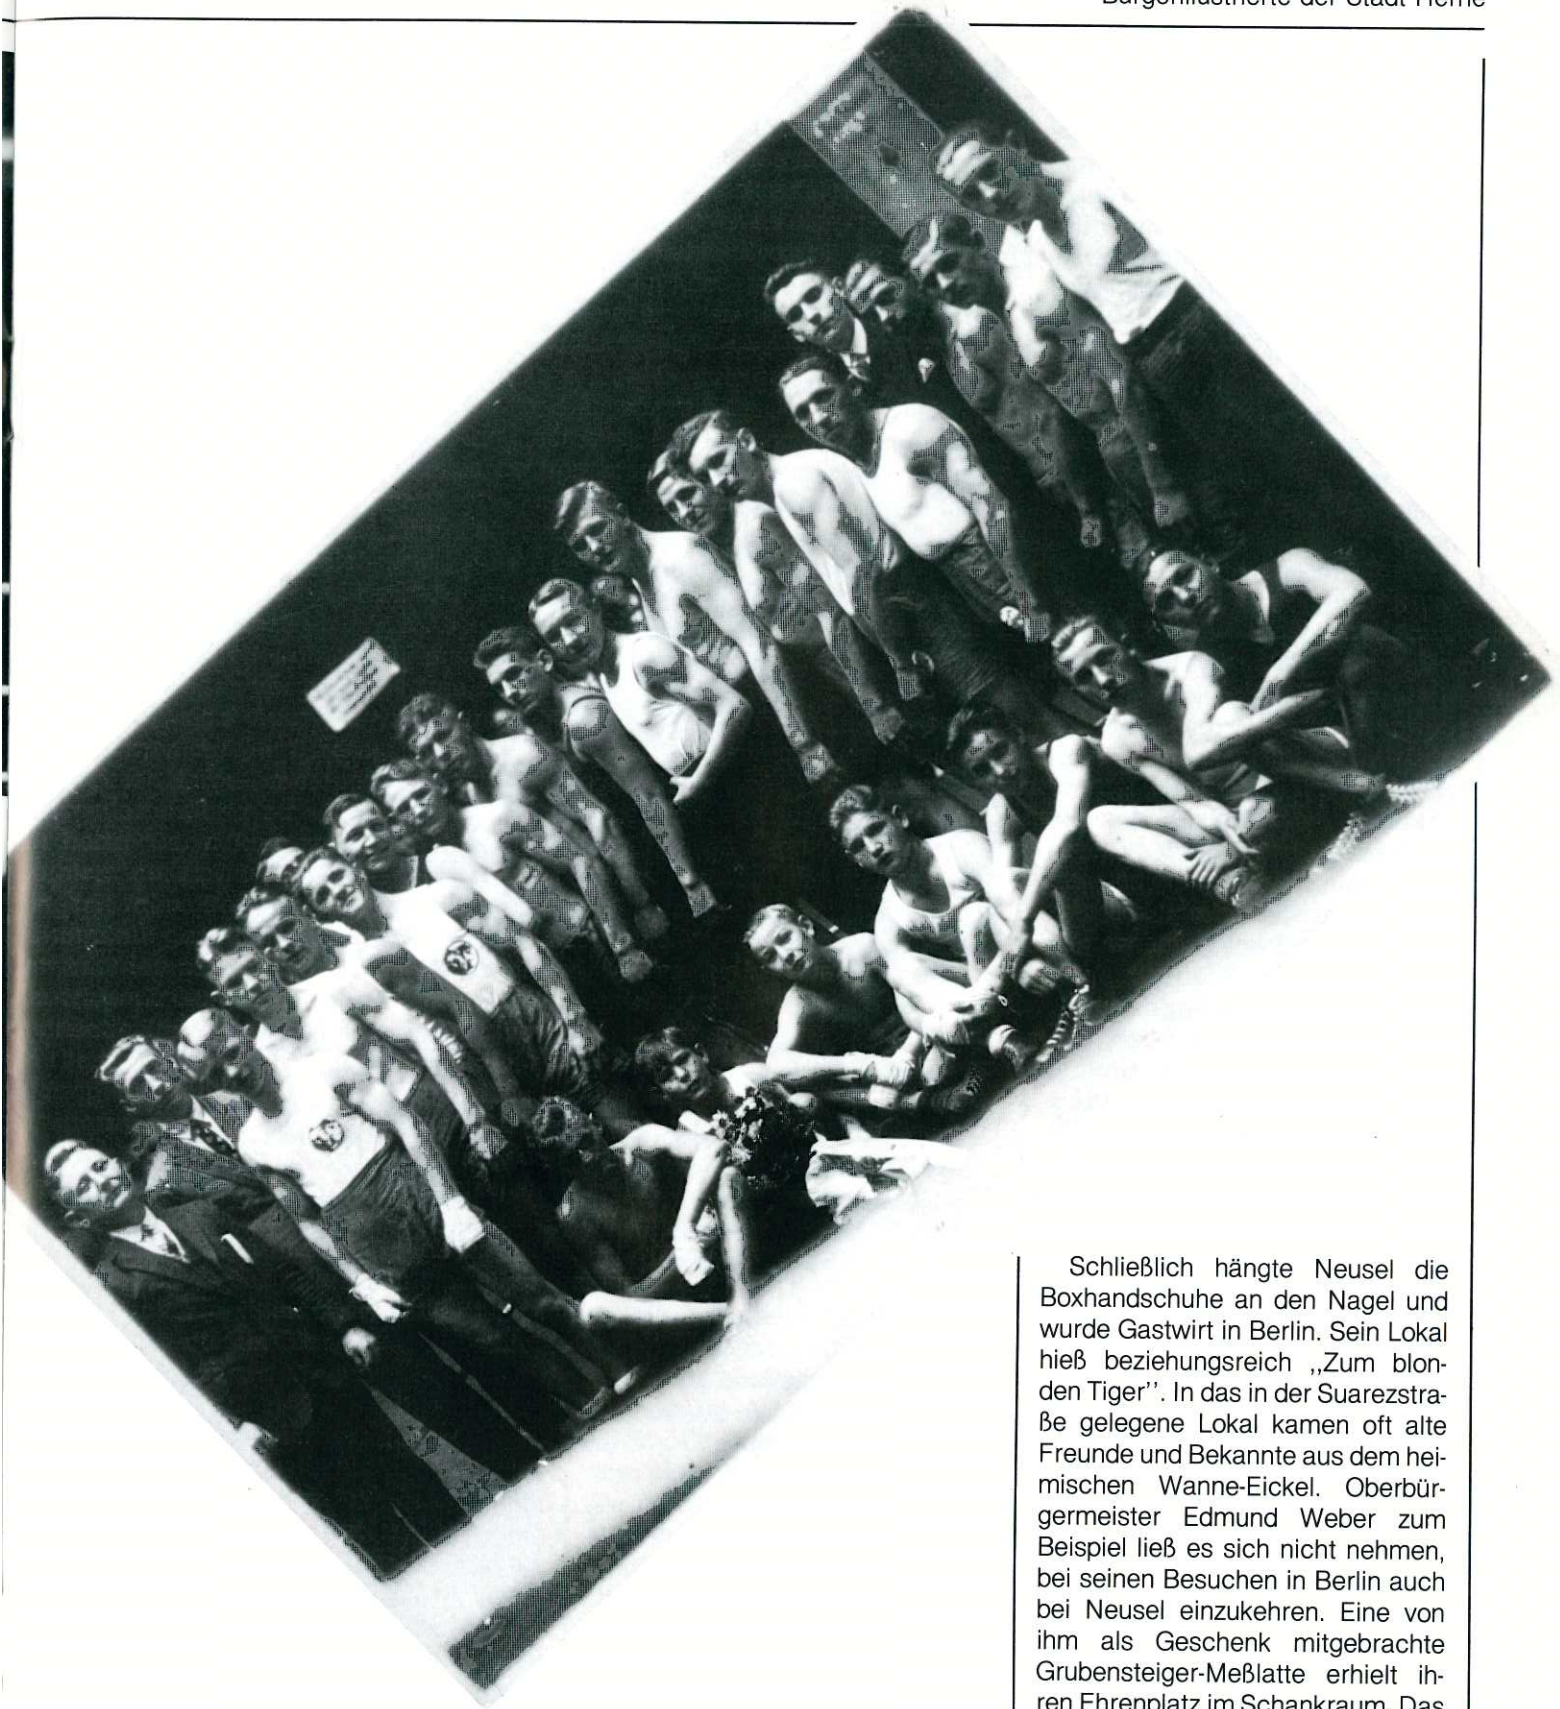 Schließlich hängte Neusel die
Boxhandschuhe an den Nagel und
wurde Gastwirt in Berlin. Sein Lokal
hieß beziehungsreich ,,Zum blon-
den Tiger’’. In das in der Suarezstra-
ße gelegene Lokal kamen oft alte
Freunde und Bekannte aus dem hei-
mischen Wanne-Eickel. Oberbür-
germeister Edmund Weber zum
Beispiel ließ es sich nicht nehmen,
bei seinen Besuchen in Berlin auch
bei Neusel einzukehren. Eine von
ihm als Geschenk mitgebrachte
Grubensteiger-Meßlatte erhielt ih-
ren Ehrenplatz im Schankraum. Das